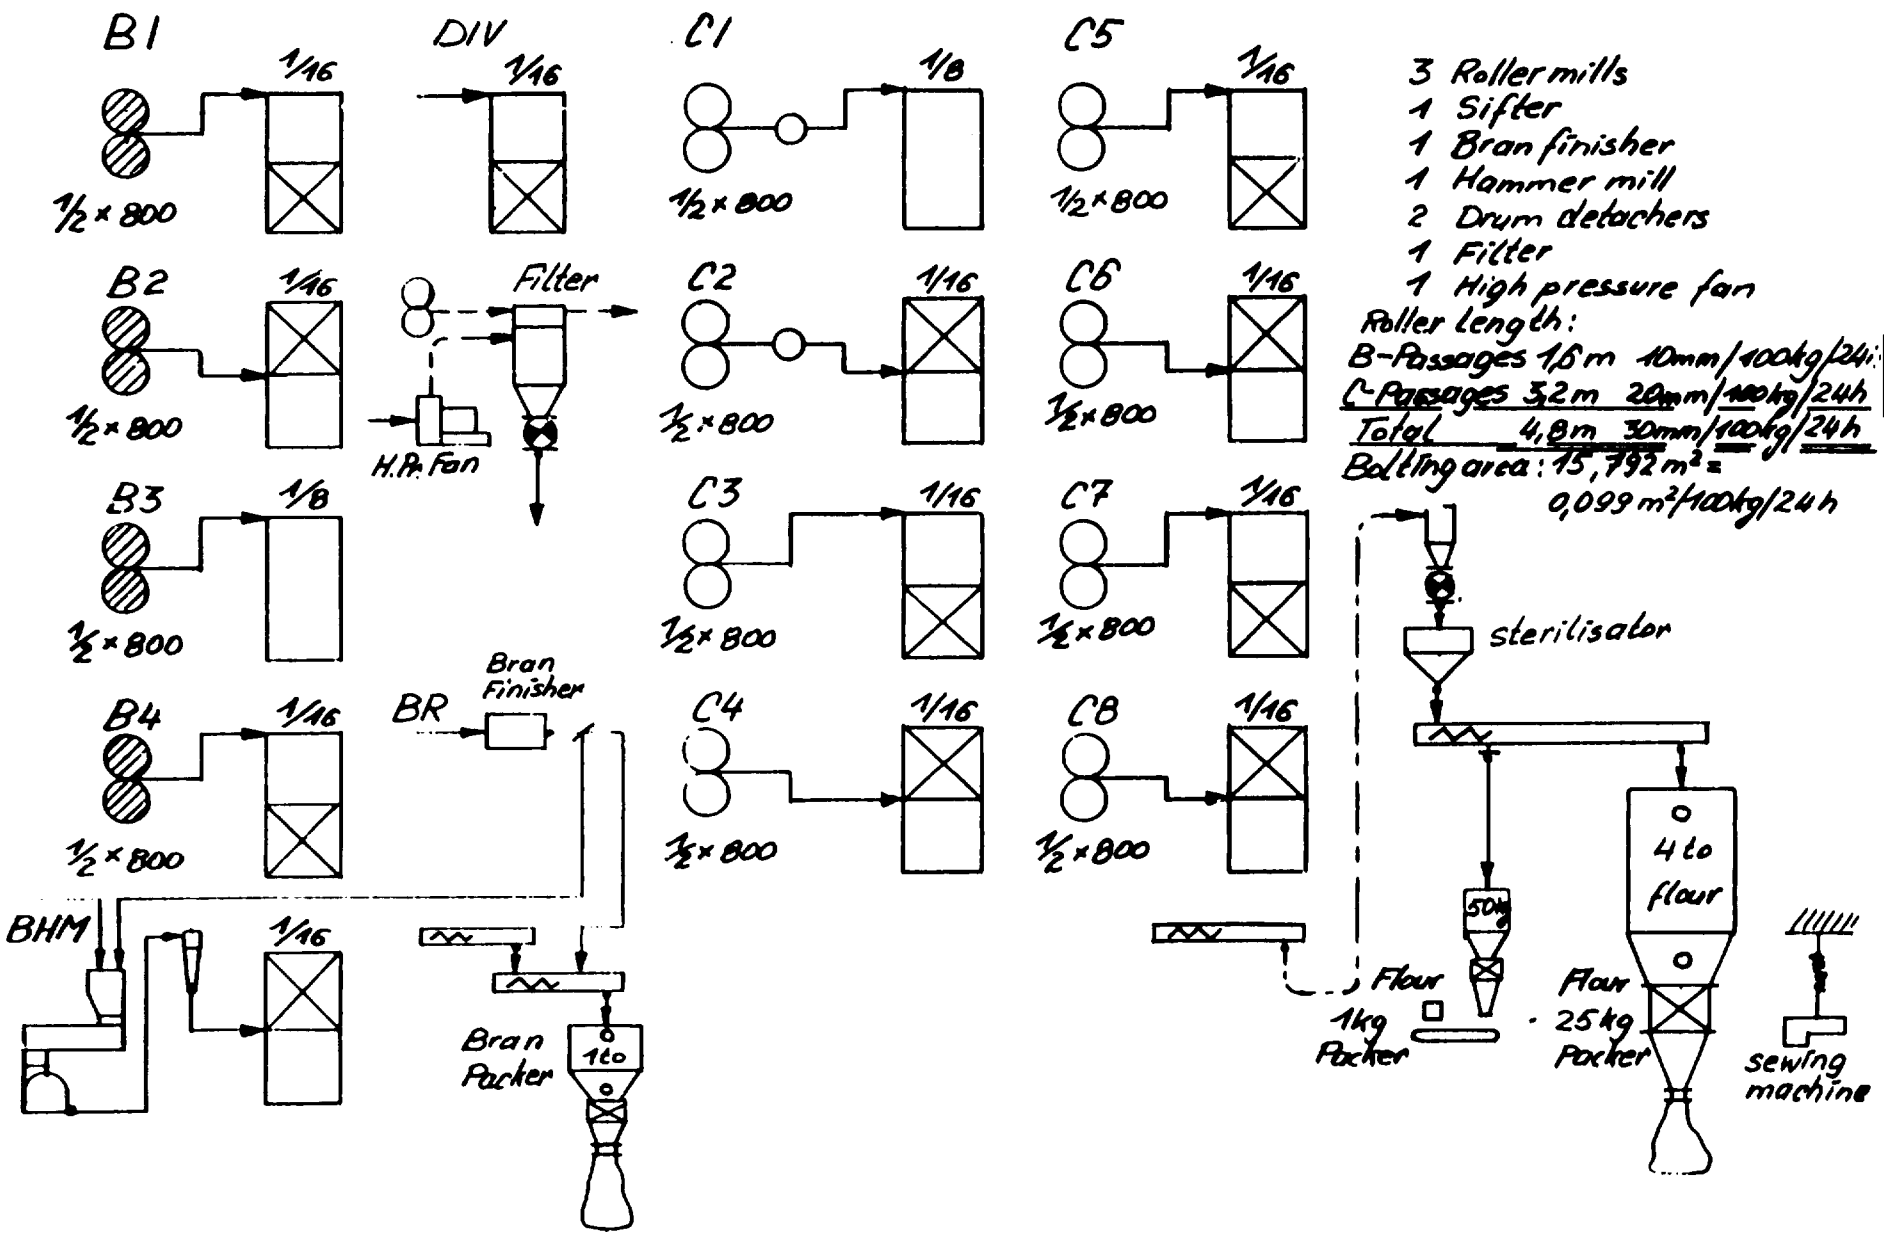 B1
1/16
1/2 × 800
DIV
1/16
C1
1/8
1/2 × 800
C5
1/16
1/2 × 800
3 Roller mills
1 Sifter
1 Bran finisher
1 Hammer mill
2 Drum detachers
1 Filter
1 High pressure fan
Roller length:
B-Passages 1,6 m 10mm/100kg/24
C-Passages 3,2 m 20mm/100kg/24h
Total 4,8 m 30mm/100kg/24h
Bolting area: 15,792 m² =
0,099 m²/100kg/24h
B2
1/16
1/2 × 800
Filter
H.Pr. Fan
C2
1/16
1/2 × 800
C6
1/16
1/2 × 800
B3
1/8
1/2 × 800
C3
1/16
1/2 × 800
C7
1/16
1/2 × 800
sterilisator
B4
1/16
1/2 × 800
BR
Bran
Finisher
C4
1/16
1/2 × 800
C8
1/16
1/2 × 800
BHM
1/16
Bran
Packer
1 to
50kg
4 to
flour
Flour
1kg
Packer
Flour
25kg
Packer
sewing
machine